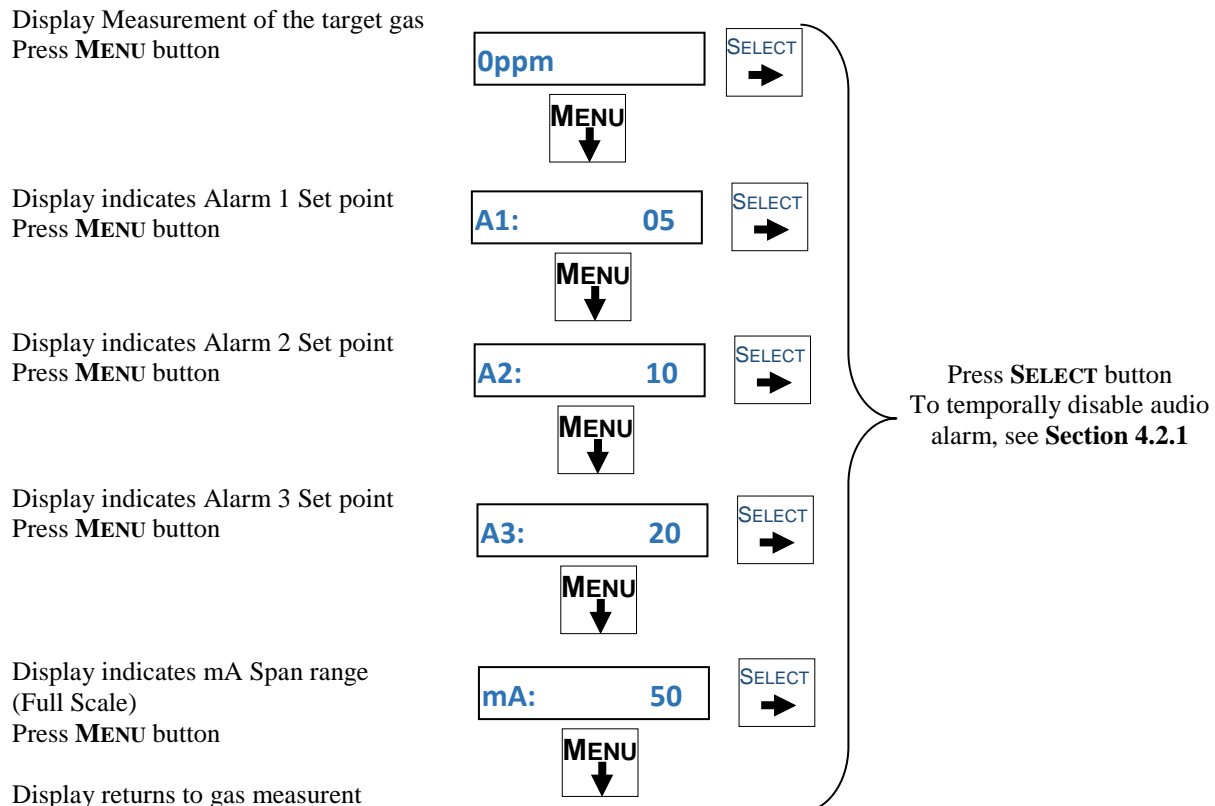 Display Measurement of the target gas
Press MENU button
0ppm
SELECT
MENU
Display indicates Alarm 1 Set point
Press MENU button
A1: 05
SELECT
MENU
Display indicates Alarm 2 Set point
Press MENU button
A2: 10
SELECT
MENU
Press SELECT button
To temporally disable audio
alarm, see Section 4.2.1
Display indicates Alarm 3 Set point
Press MENU button
A3: 20
SELECT
MENU
Display indicates mA Span range
(Full Scale)
Press MENU button
mA: 50
SELECT
MENU
Display returns to gas measurent